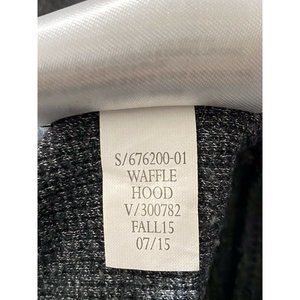 S/676200-01
WAFFLE
HOOD
V/300782
FALL15
07/15